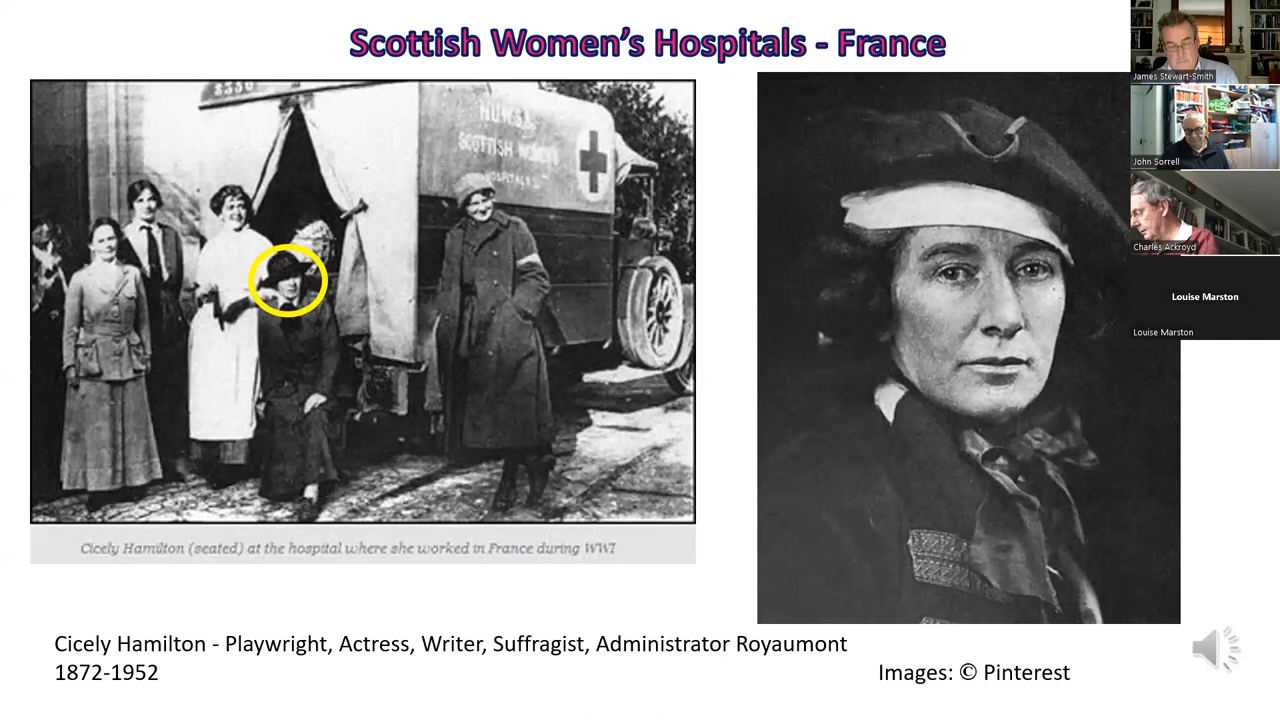 Scottish Women’s Hospitals - France
NUWSS
SCOTTISH WOMEN'S
HOSPITALS
Cicely Hamilton (seated) at the hospital where she worked in France during WW1
Cicely Hamilton - Playwright, Actress, Writer, Suffragist, Administrator Royaumont
1872-1952
Images: © Pinterest
James Stewart-Smith
John Sorrell
Charles Ackroyd
Louise Marston
Louise Marston